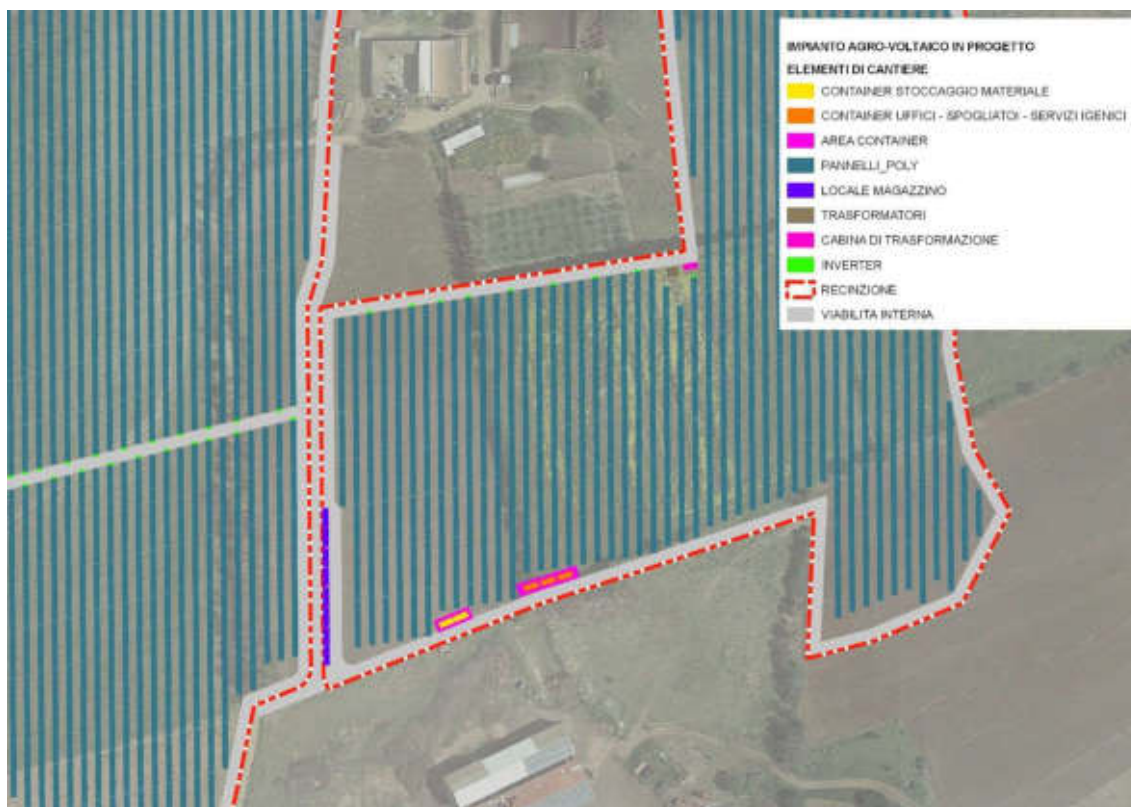 IMPIANTO AGRO-VOLTAICO IN PROGETTO
ELEMENTI DI CANTIERE
CONTAINER STOCCAGGIO MATERIALE
CONTAINER UFFICI - SPOGLIATOI - SERVIZI IGENICI
AREA CONTAINER
PANNELLI_POLY
LOCALE MAGAZZINO
TRASFORMATORI
CABINA DI TRASFORMAZIONE
INVERTER
RECINZIONE
VIABILITA INTERNA